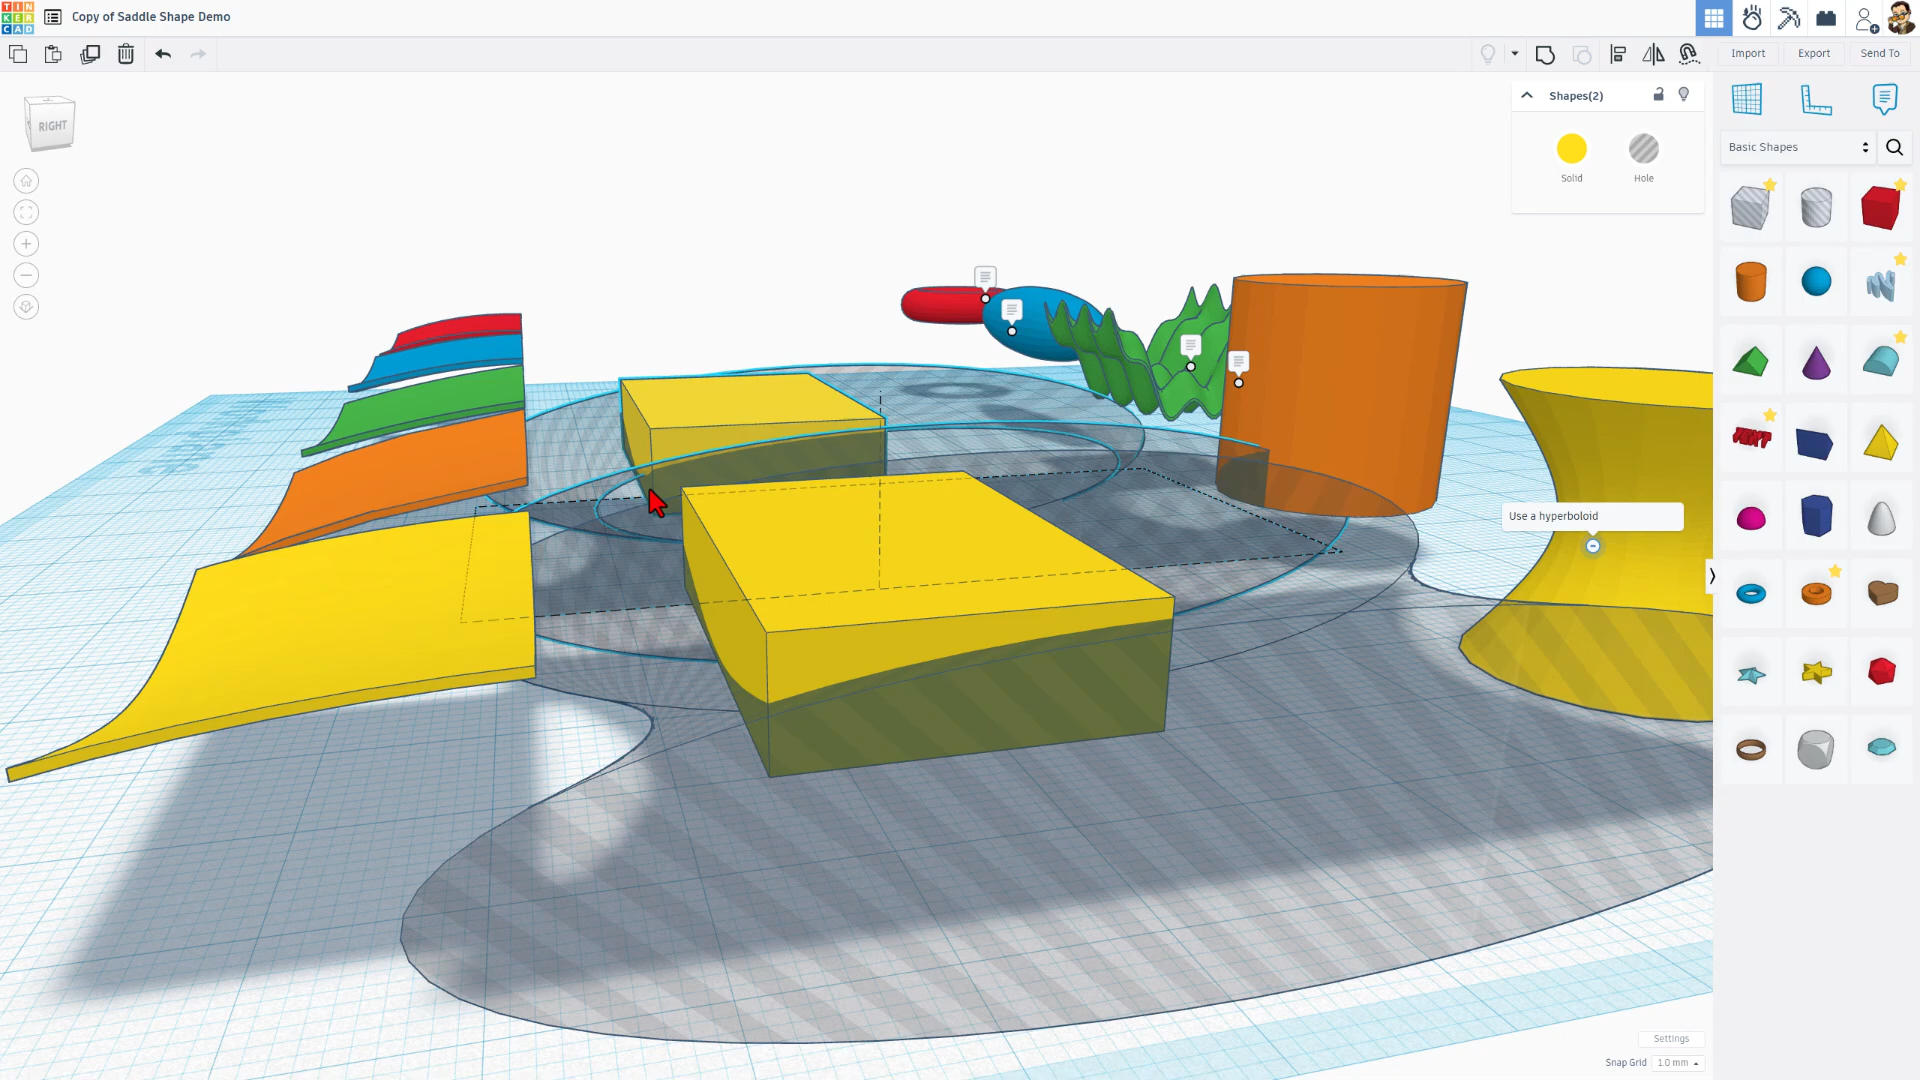 TIN
KER
CAD
Copy of Saddle Shape Demo
Import
Export
Send To
RIGHT
Shapes(2)
Solid
Hole
Basic Shapes
Use a hyperboloid
Settings
Snap Grid 1.0 mm